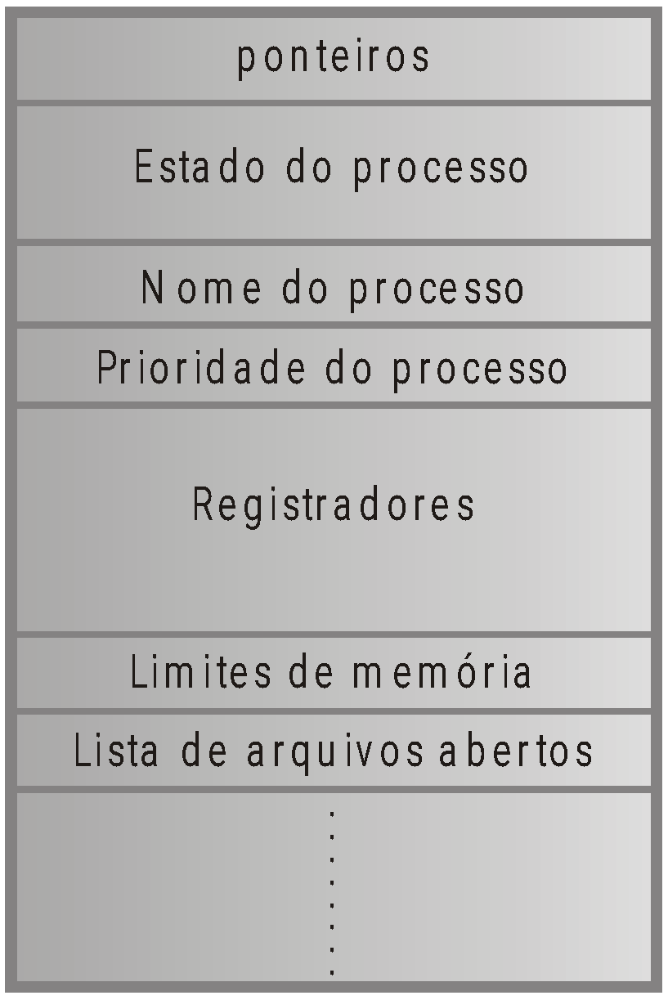 ponteiros
Estado do processo
Nome do processo
Prioridade do processo
Registradores
Limites de memória
Lista de arquivos abertos